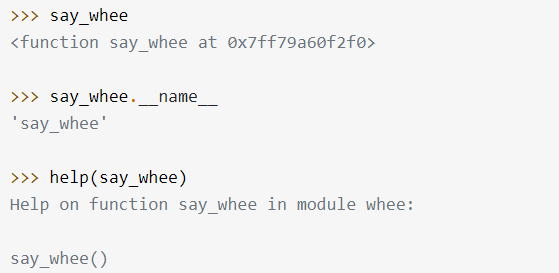 >>> say_whee
<function say_whee at 0x7ff79a60f2f0>
>>> say_whee.__name__
'say_whee'
>>> help(say_whee)
Help on function say_whee in module whee:
say_whee()